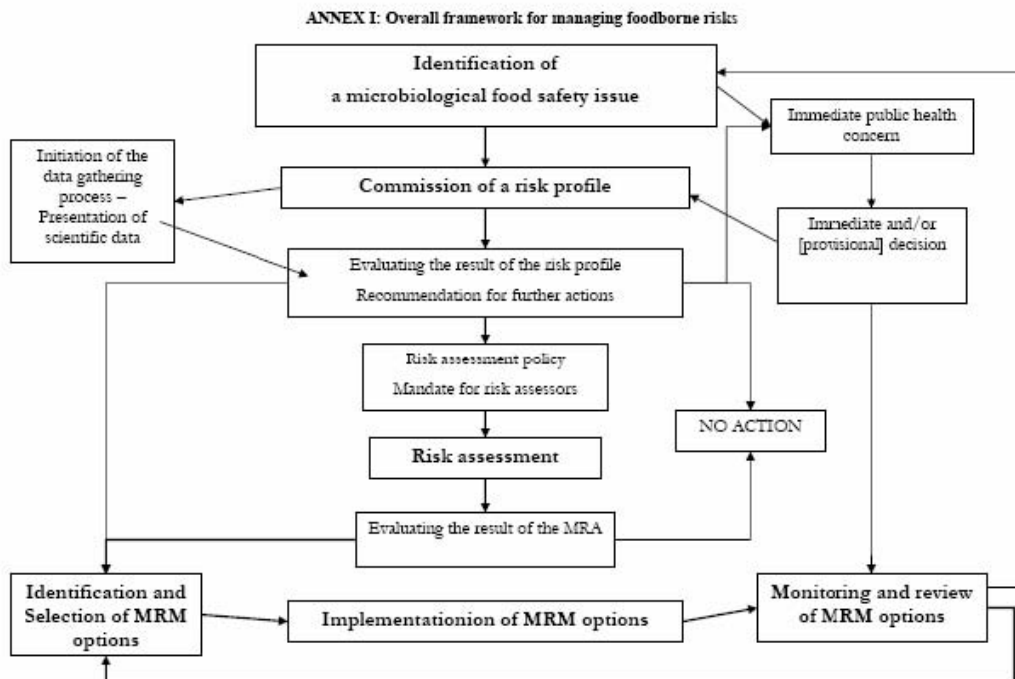 ANNEX I: Overall framework for managing foodborne risks
Identification of
a microbiological food safety issue
Immediate public health
concern
Initiation of the
data gathering
process –
Presentation of
scientific data
Commission of a risk profile
Immediate and/or
[provisional] decision
Evaluating the result of the risk profile
Recommendation for further actions
Risk assessment policy
Mandate for risk assessors
NO ACTION
Risk assessment
Evaluating the result of the MRA
Identification and
Selection of MRM
options
Implementationion of MRM options
Monitoring and review
of MRM options